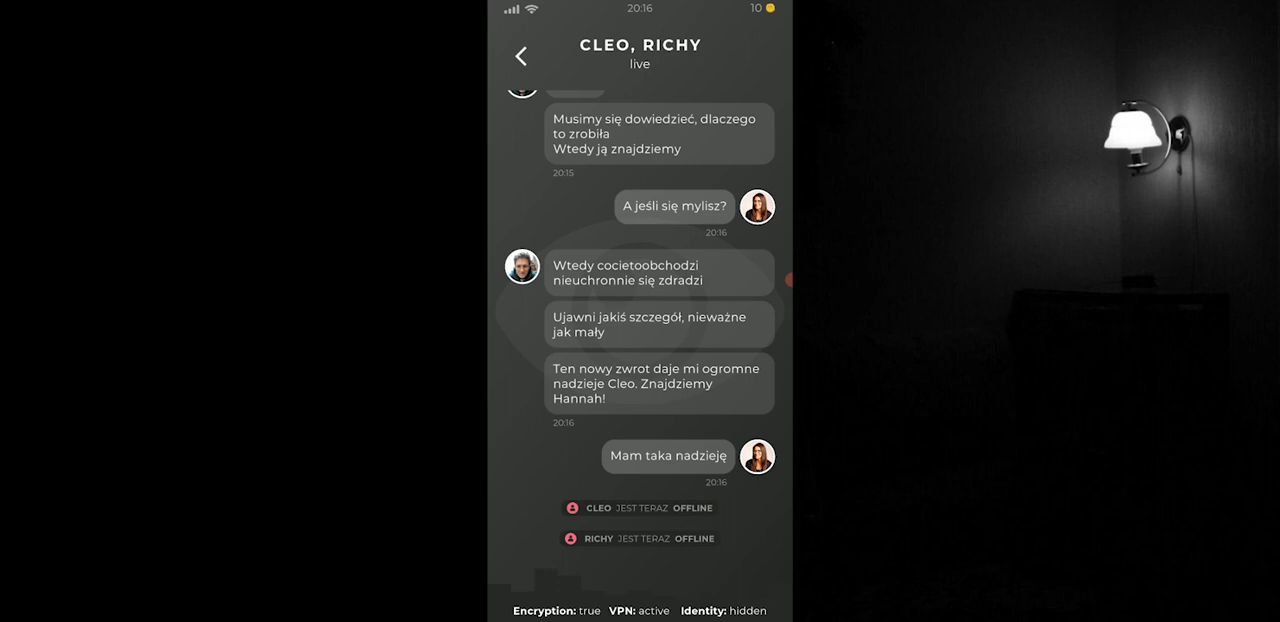 20:16
10
CLEO, RICHY
live
Musimy się dowiedzieć, dlaczego
to zrobiła
Wtedy ją znajdziemy
20:15
A jeśli się mylisz?
20:16
Wtedy cocietoobchodzi
nieuchronnie się zdradzi
Ujawni jakiś szczegół, nieważne
jak mały
Ten nowy zwrot daje mi ogromne
nadzieje Cleo. Znajdziemy
Hannah!
20:16
Mam taka nadzieję
20:16
CLEO JEST TERAZ OFFLINE
RICHY JEST TERAZ OFFLINE
Encryption: true VPN: active Identity: hidden